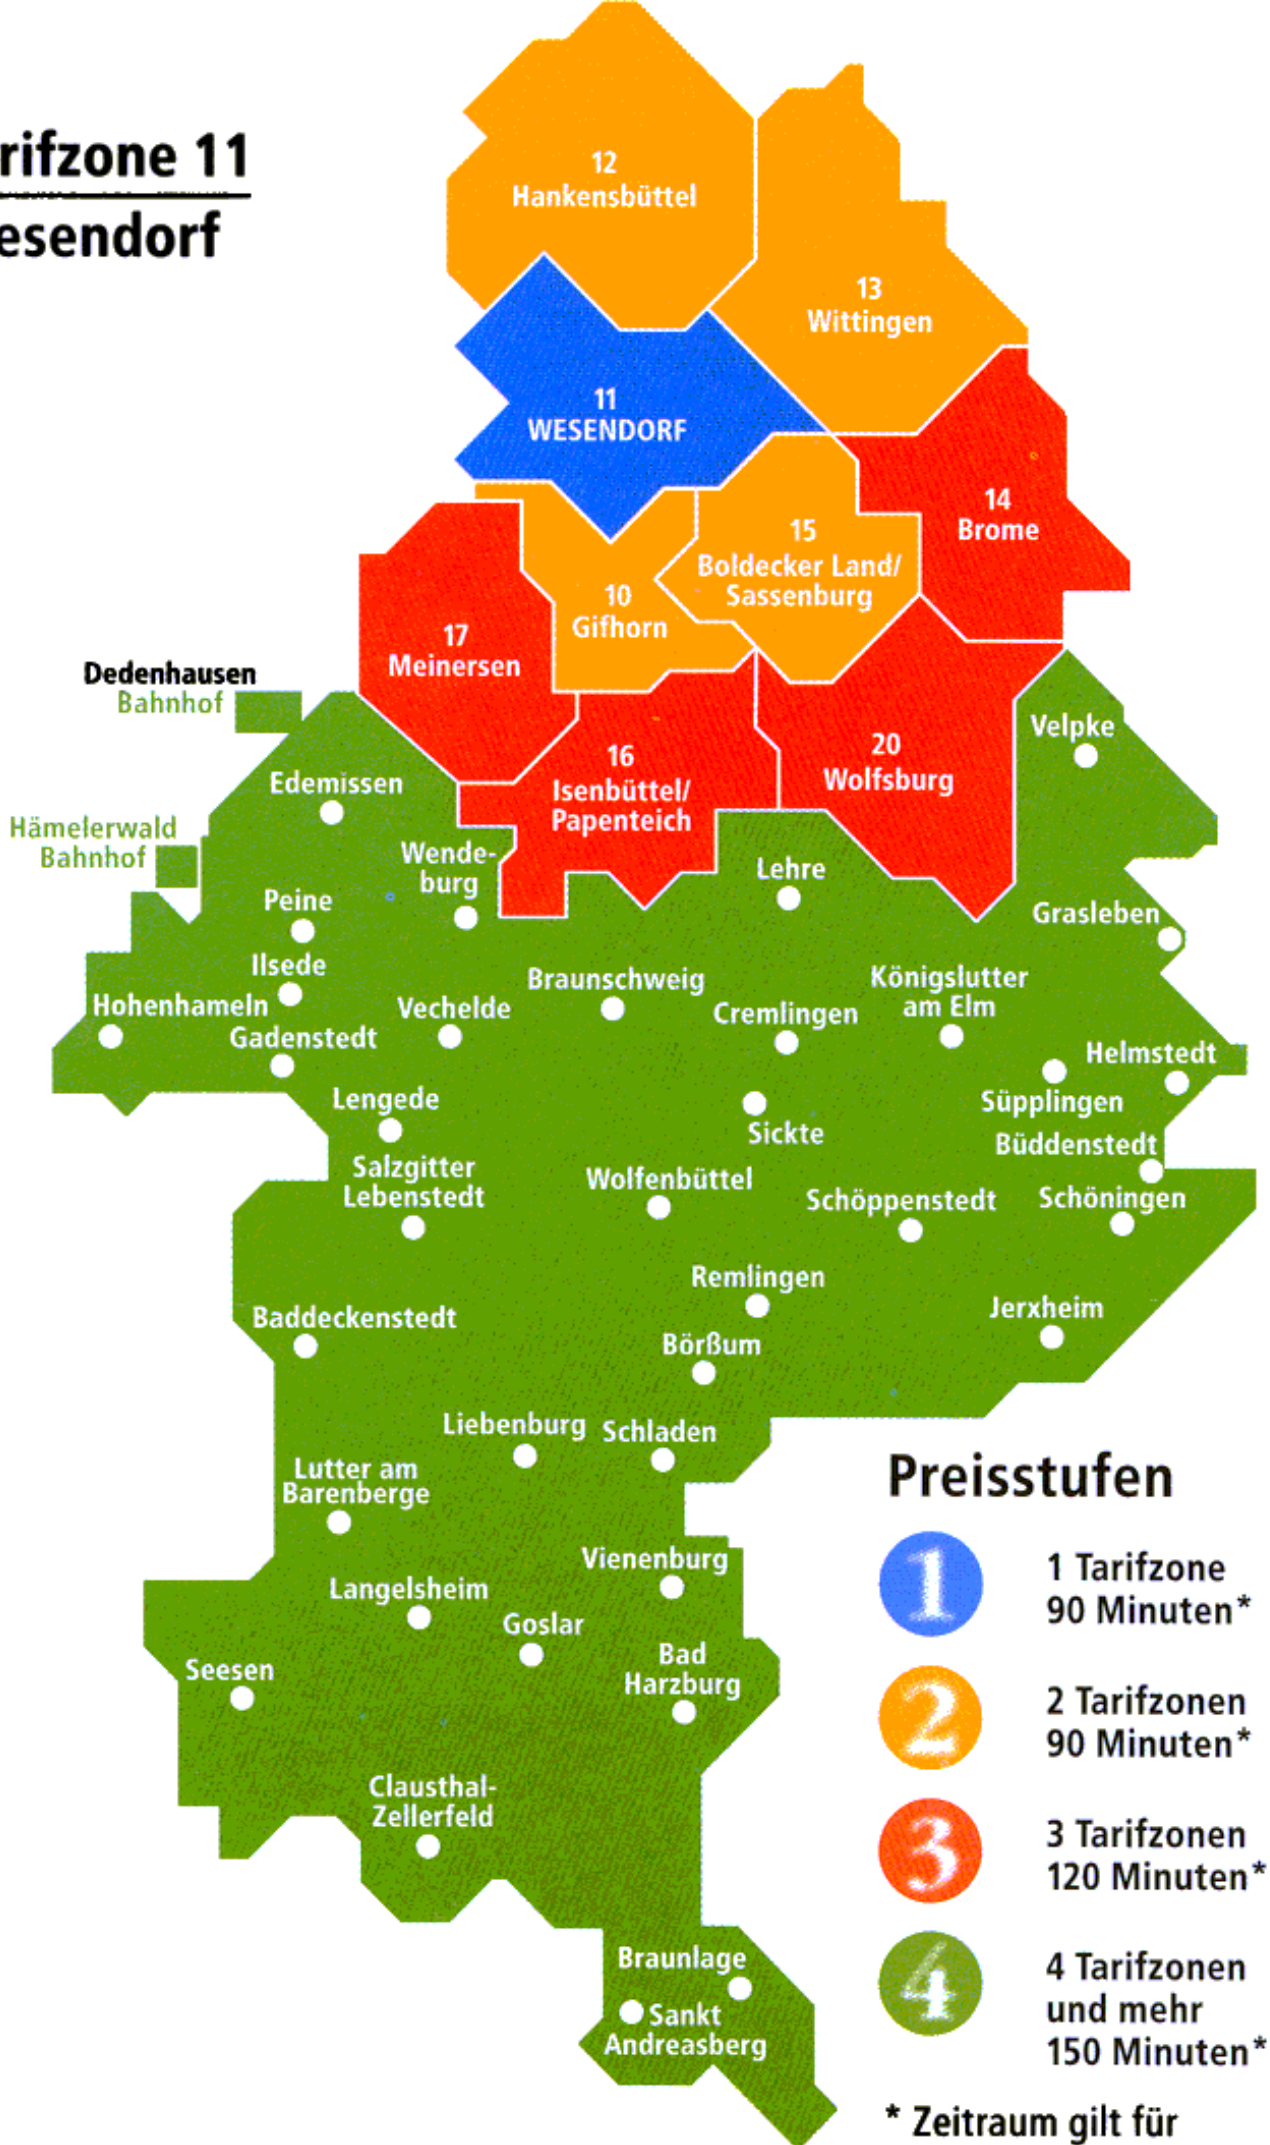 rifzone 11
esendorf
12
Hankensbüttel
13
Wittingen
11
WESENDORF
14
Brome
15
Boldecker Land/
Sassenburg
10
Gifhorn
17
Meinersen
Dedenhausen
Bahnhof
16
Isenbüttel/
Papenteich
20
Wolfsburg
Velpke
Edemissen
Hämelerwald
Bahnhof
Wende-
burg
Lehre
Peine
Grasleben
Ilsede
Braunschweig
Königslutter
am Elm
Hohenhameln
Vechelde
Cremlingen
Gadenstedt
Helmstedt
Lengede
Süpplingen
Sickte
Büddenstedt
Salzgitter
Lebenstedt
Wolfenbüttel
Schöppenstedt
Schöningen
Remlingen
Jerxheim
Baddeckenstedt
Börßum
Liebenburg
Schladen
Lutter am
Barenberge
Vienenburg
Langelsheim
Goslar
Bad
Harzburg
Seesen
Clausthal-
Zellerfeld
Braunlage
Sankt
Andreasberg
Preisstufen
1
1 Tarifzone
90 Minuten*
2
2 Tarifzonen
90 Minuten*
3
3 Tarifzonen
120 Minuten*
4
4 Tarifzonen
und mehr
150 Minuten*
* Zeitraum gilt für